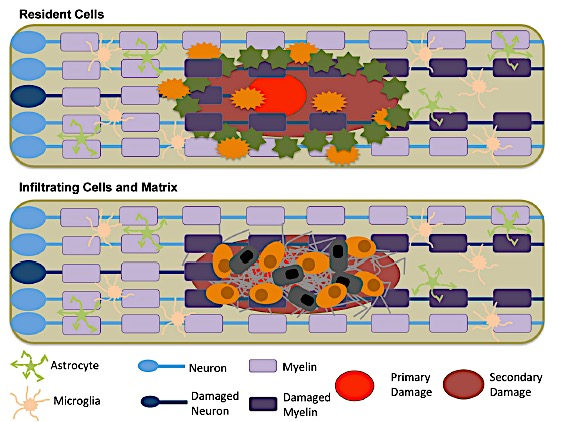 Resident Cells
Infiltrating Cells and Matrix
Astrocyte
Neuron
Myelin
Primary
Damage
Secondary
Damage
Microglia
Damaged
Neuron
Damaged
Myelin